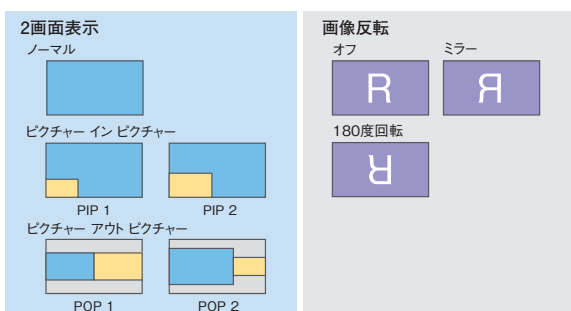 2画面表示
ノーマル
ピクチャー イン ピクチャー
PIP 1 PIP 2
ピクチャー アウト ピクチャー
POP 1 POP 2
画像反転
オフ ミラー
R R
180度回転
R